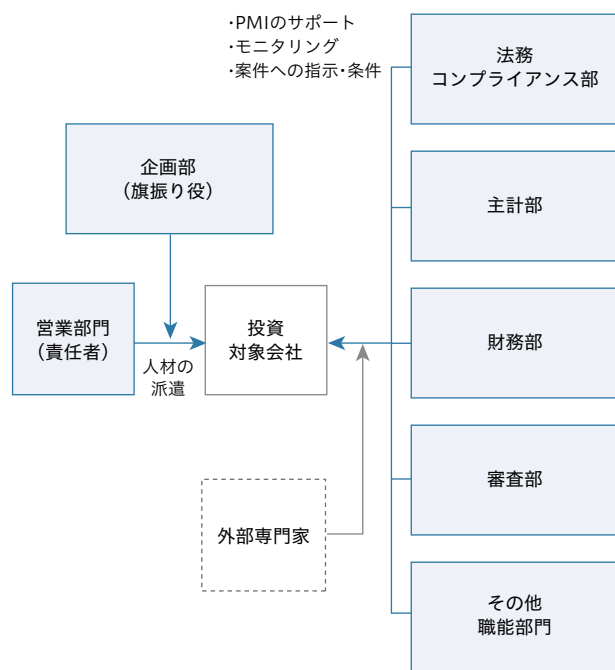 ・PMIのサポート
・モニタリング
・案件への指示・条件
法務
コンプライアンス部
企画部
（旗振り役）
主計部
営業部門
（責任者）
人材の
派遣
投資
対象会社
財務部
審査部
外部専門家
その他
職能部門